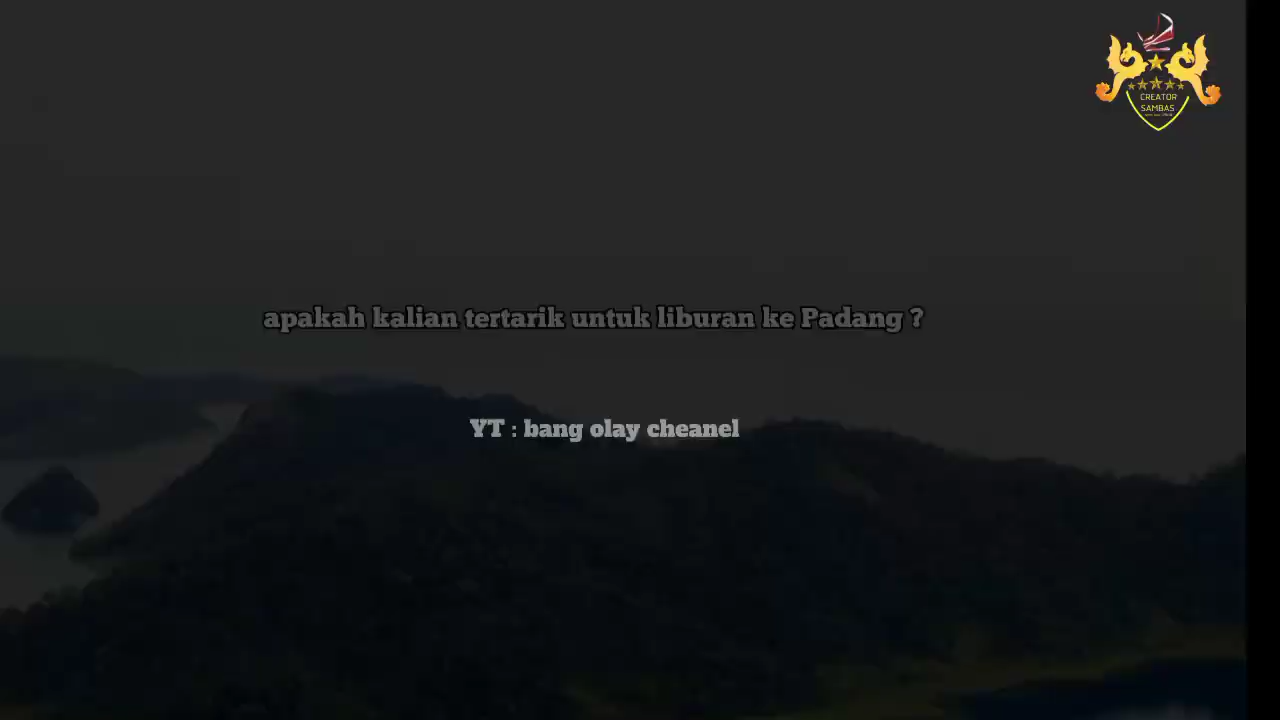 CREATOR
SAMBAS
apakah kalian tertarik untuk liburan ke Padang ?
YT : bang olay cheanel